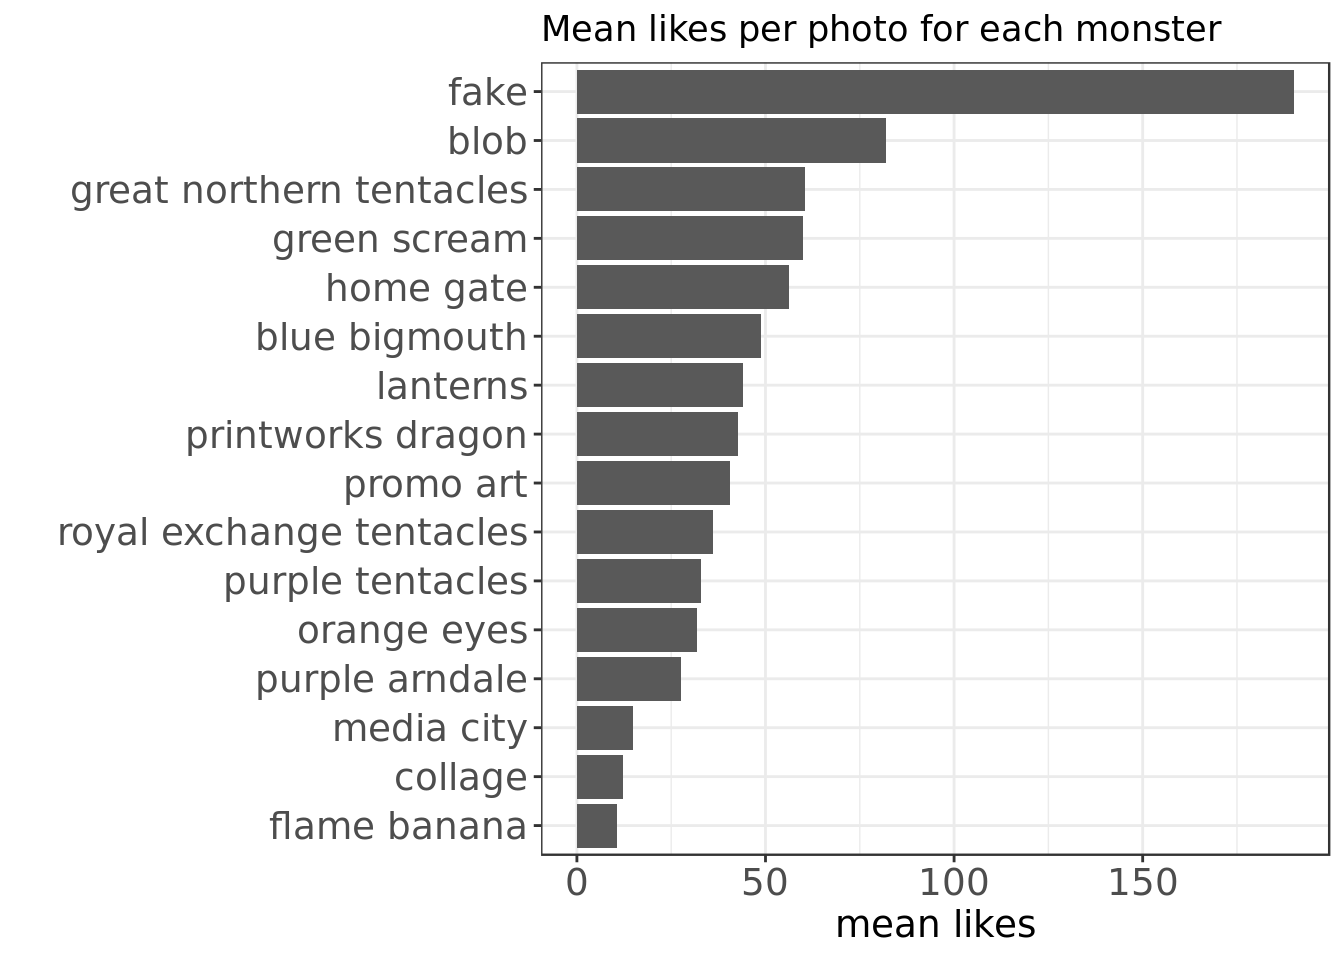 Mean likes per photo for each monster
fake
blob
great northern tentacles
green scream
home gate
blue bigmouth
lanterns
printworks dragon
promo art
royal exchange tentacles
purple tentacles
orange eyes
purple arndale
media city
collage
flame banana
0 50 100 150
mean likes